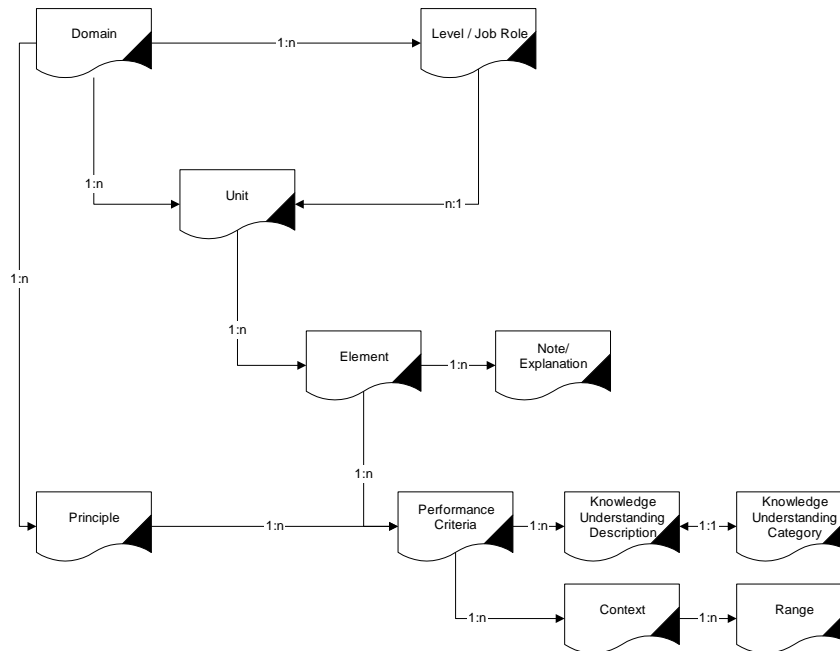 Domain
1:n
Level / Job Role
1:n
Unit
n:1
1:n
1:n
Element
1:n
Note/
Explanation
1:n
Principle
1:n
Performance
Criteria
1:n
Knowledge
Understanding
Description
1:1
Knowledge
Understanding
Category
1:n
Context
1:n
Range